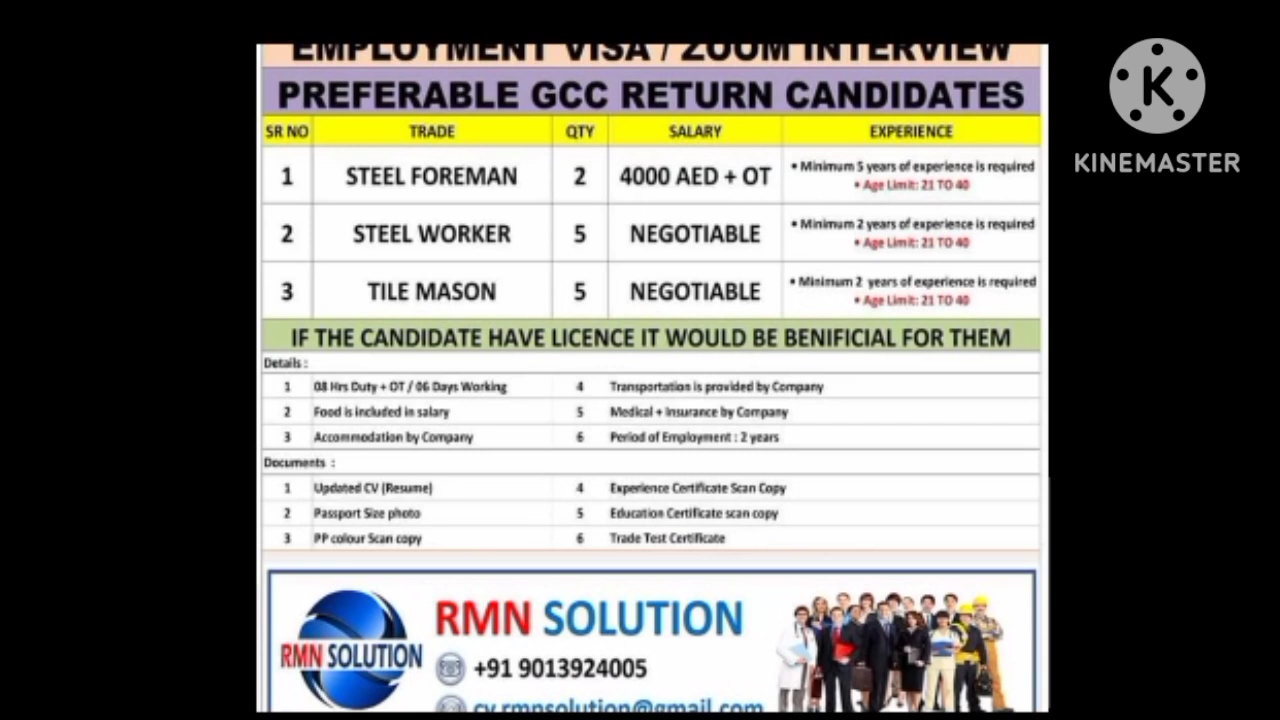 EMPLOYMENT VISA / ZOOM INTERVIEW
PREFERABLE GCC RETURN CANDIDATES
SR NO TRADE QTY SALARY EXPERIENCE
1 STEEL FOREMAN 2 4000 AED + OT • Minimum 5 years of experience is required
• Age Limit: 21 TO 40
2 STEEL WORKER 5 NEGOTIABLE • Minimum 2 years of experience is required
• Age Limit: 21 TO 40
3 TILE MASON 5 NEGOTIABLE • Minimum 2 years of experience is required
• Age Limit: 21 TO 40
IF THE CANDIDATE HAVE LICENCE IT WOULD BE BENIFICIAL FOR THEM
Details :
1 08 Hrs Duty + OT / 06 Days Working 4 Transportation is provided by Company
2 Food is included in salary 5 Medical + Insurance by Company
3 Accommodation by Company 6 Period of Employment : 2 years
Documents :
1 Updated CV (Resume) 4 Experience Certificate Scan Copy
2 Passport Size photo 5 Education Certificate scan copy
3 PP colour Scan copy 6 Trade Test Certificate
RMN SOLUTION
RMN SOLUTION
+91 9013924005
cv.rmnsolution@gmail.com
K
KINEMASTER